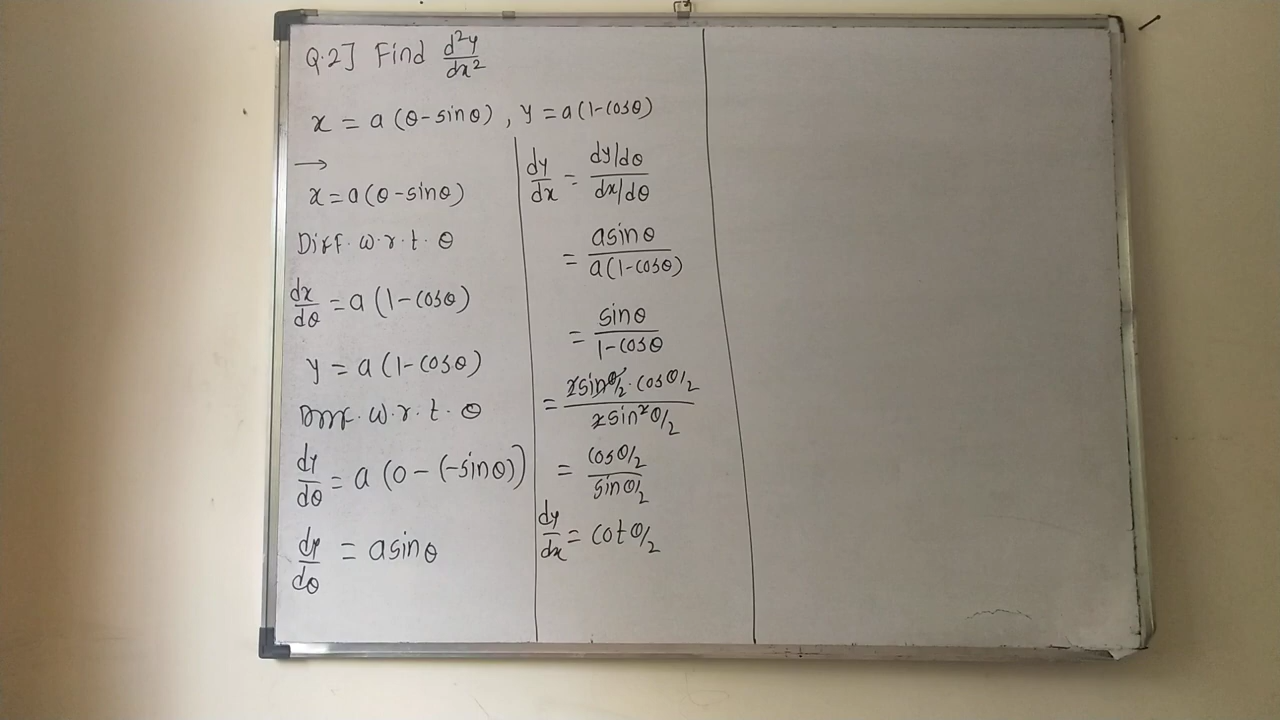 Q.2] Find d²y/dx²
x = a(θ-sinθ), y = a(1-cosθ)
→
x = a(θ-sinθ)
Diff. w.r.t. θ
dx/dθ = a(1-cosθ)
y = a(1-cosθ)
Diff. w.r.t. θ
dy/dθ = a(0-(-sinθ))
dy/dθ = asinθ
dy/dx = dy/dθ / dx/dθ
= asinθ / a(1-cosθ)
= sinθ / 1-cosθ
= 2sinθ/2 · cosθ/2 / 2sin²θ/2
= cosθ/2 / sinθ/2
dy/dx = cotθ/2